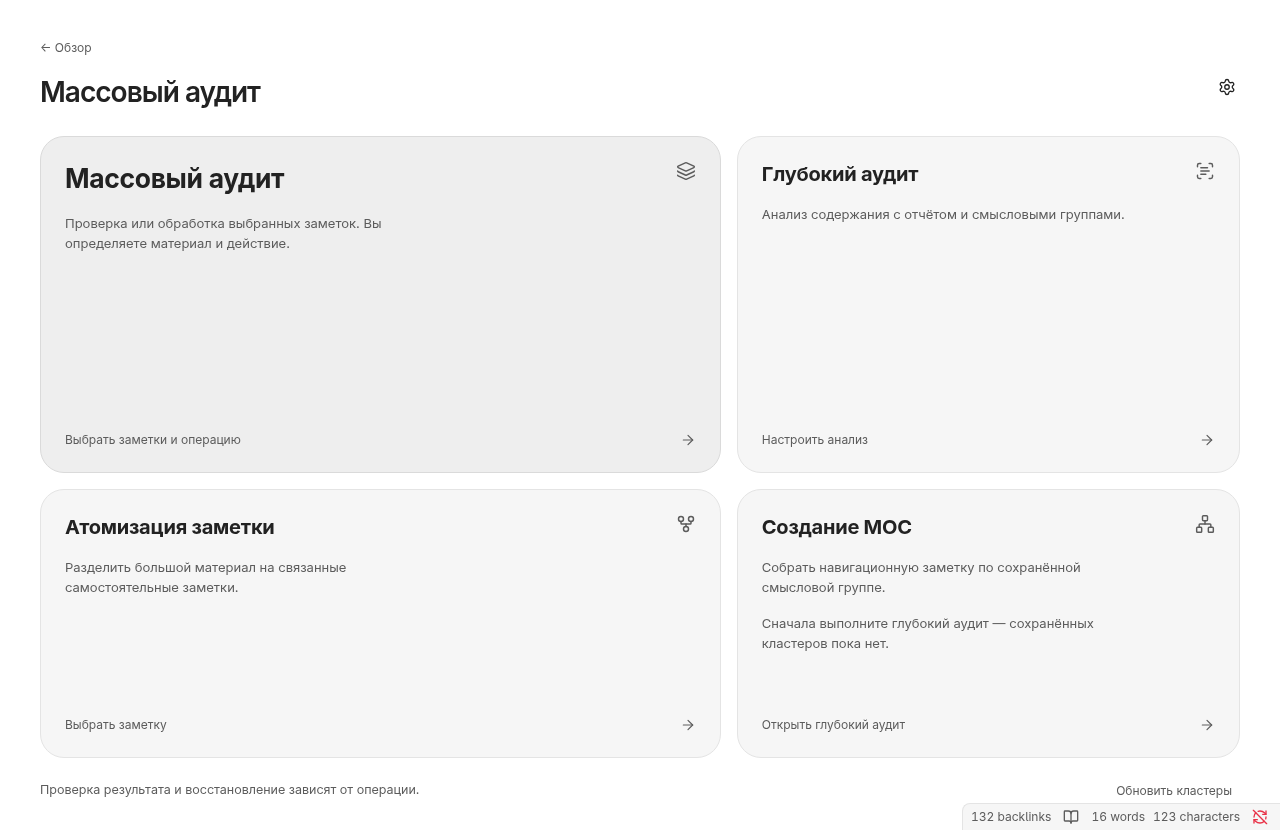 ← Обзор
Массовый аудит
Массовый аудит
Проверка или обработка выбранных заметок. Вы
определяете материал и действие.
Выбрать заметки и операцию
Глубокий аудит
Анализ содержания с отчётом и смысловыми группами.
Настроить анализ
Атомизация заметки
Разделить большой материал на связанные
самостоятельные заметки.
Выбрать заметку
Создание MOC
Собрать навигационную заметку по сохранённой
смысловой группе.
Сначала выполните глубокий аудит — сохранённых
кластеров пока нет.
Открыть глубокий аудит
Проверка результата и восстановление зависят от операции.
Обновить кластеры
132 backlinks 16 words 123 characters